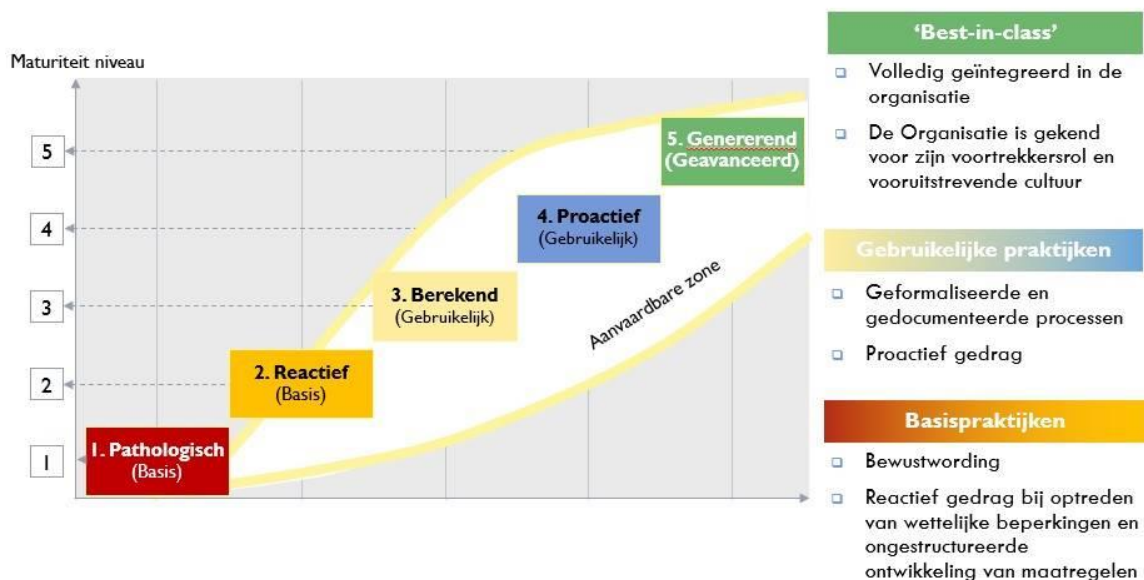 Maturiteit niveau
5
4
3
2
1
5. Genererend
(Geavanceerd)
4. Proactief
(Gebruikelijk)
3. Berekend
(Gebruikelijk)
2. Reactief
(Basis)
1. Pathologisch
(Basis)
Aanvaardbare zone
‘Best-in-class’
Volledig geïntegreerd in de
organisatie
De Organisatie is gekend
voor zijn voortrekkersrol en
vooruitstrevende cultuur
Gebruikelijke praktijken
Geformaliseerde en
gedocumenteerde processen
Proactief gedrag
Basispraktijken
Bewustwording
Reactief gedrag bij optreden
van wettelijke beperkingen en
ongestructureerde
ontwikkeling van maatregelen